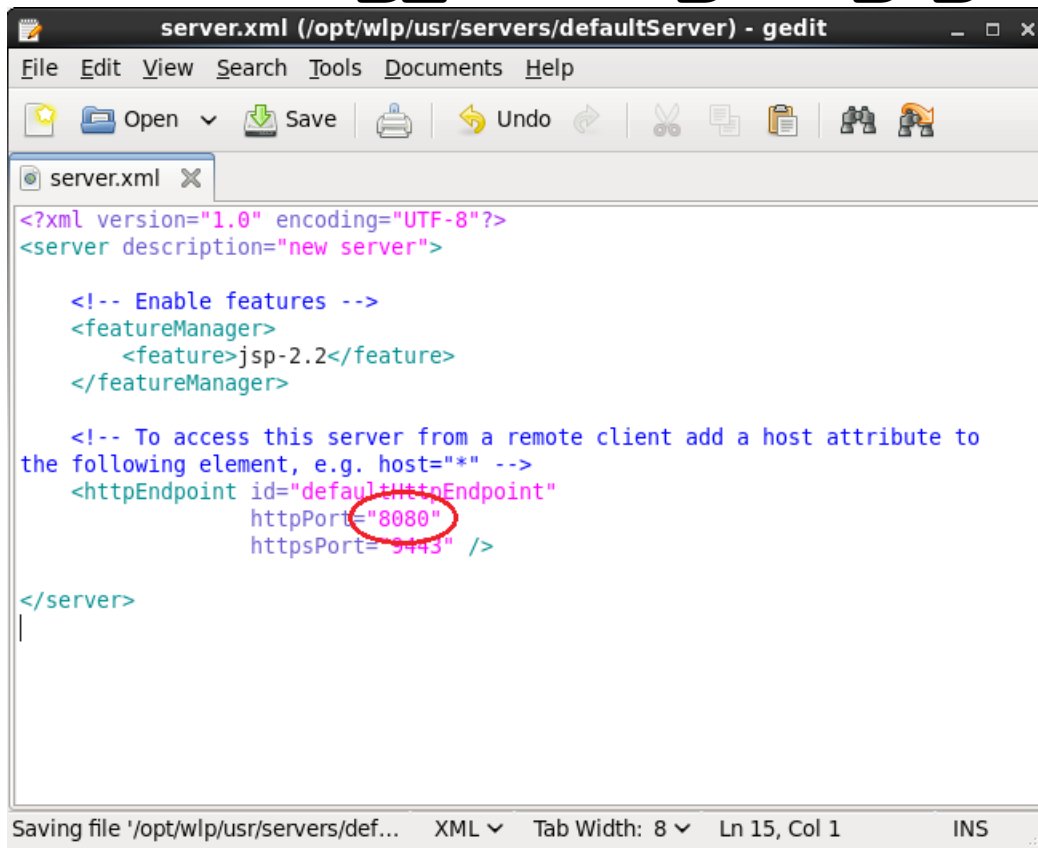 server.xml (/opt/wlp/usr/servers/defaultServer) - gedit
File Edit View Search Tools Documents Help
Open Save Undo
server.xml
<?xml version="1.0" encoding="UTF-8"?>
<server description="new server">
    <!-- Enable features -->
    <featureManager>
        <feature>jsp-2.2</feature>
    </featureManager>
    <!-- To access this server from a remote client add a host attribute to
the following element, e.g. host="*" -->
    <httpEndpoint id="defaultHttpEndpoint"
                  httpPort="8080"
                  httpsPort="9443" />
</server>
Saving file '/opt/wlp/usr/servers/def... XML Tab Width: 8 Ln 15, Col 1 INS